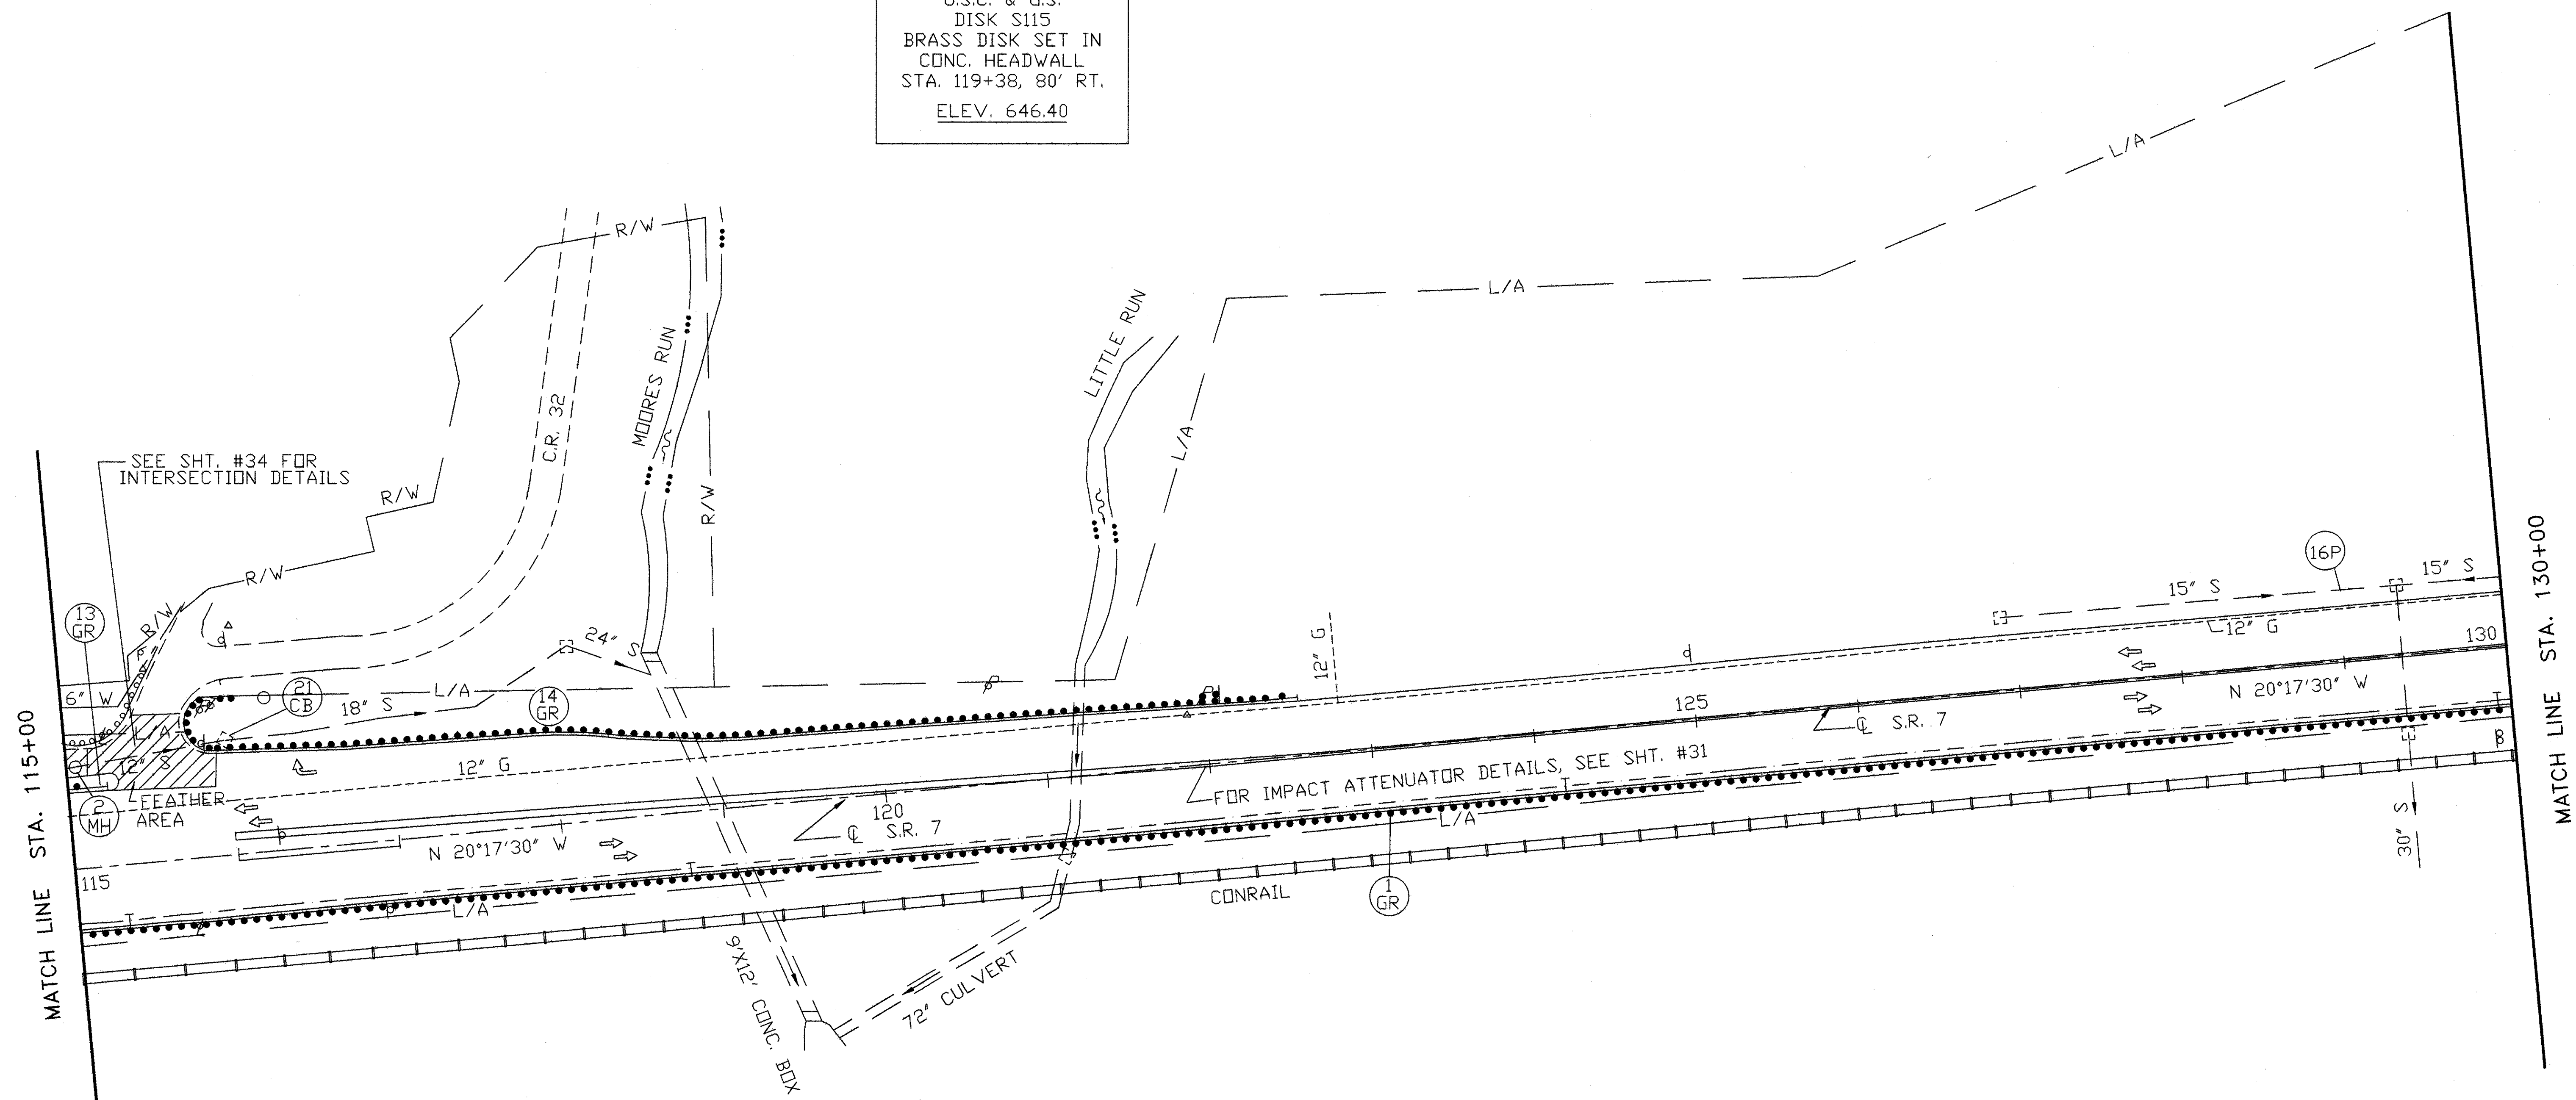 U.S.C. & G.S.
DISK S115
BRASS DISK SET IN
CONC. HEADWALL
STA. 119+38, 80' RT.
ELEV. 646.40
L/A
R/W
L/A
LITTLE RUN
MOORES RUN
C.R. 32
L/A
SEE SHT. #34 FOR
INTERSECTION DETAILS
R/W
R/W
R/W
R/W
13
GR
6" W
21
CB
18" S
L/A
14
GR
24" S
12" G
16P
15" S
15" S
12" G
130
125
℄ S.R. 7
N 20°17'30" W
L/A
12" S
2
MH
FEATHER
AREA
12" G
FOR IMPACT ATTENUATOR DETAILS, SEE SHT. #31
120
℄ S.R. 7
N 20°17'30" W
115
L/A
L/A
CONRAIL
1
GR
30" S
9'X12' CONC. BOX
72" CULVERT
MATCH LINE STA. 115+00
MATCH LINE STA. 130+00